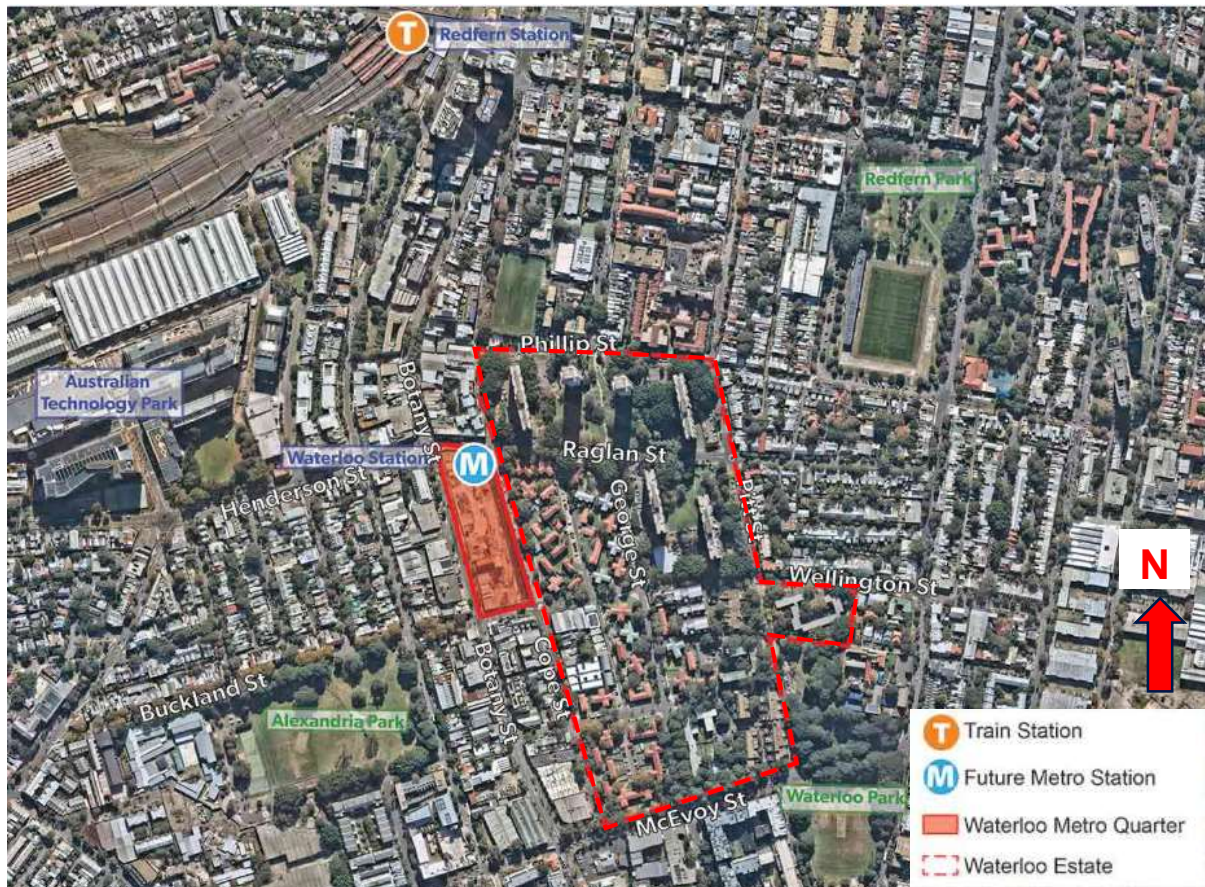 T
Redfern Station
Redfern Park
Phillip St
Australian
Technology Park
Botany St
Waterloo Station
M
Raglan St
Henderson St
George St
Pitt St
N
Wellington St
Cope St
Botany St
Buckland St
Alexandria Park
McEvoy St
Waterloo Park
T Train Station
M Future Metro Station
Waterloo Metro Quarter
Waterloo Estate